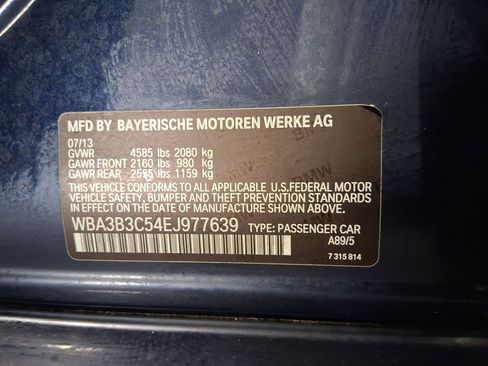 MFD BY BAYERISCHE MOTOREN WERKE AG
07/13
GVWR 4585 lbs 2080 kg
GAWR FRONT 2160 lbs 980 kg
GAWR REAR 2555 lbs 1159 kg
THIS VEHICLE CONFORMS TO ALL APPLICABLE U.S.FEDERAL MOTOR
VEHICLE SAFETY, BUMPER, AND THEFT PREVENTION STANDARDS
IN EFFECT ON THE DATE OF MANUFACTURE SHOWN ABOVE.
WBA3B3C54EJ977639 TYPE: PASSENGER CAR
A89/5
7 315 814
BMW